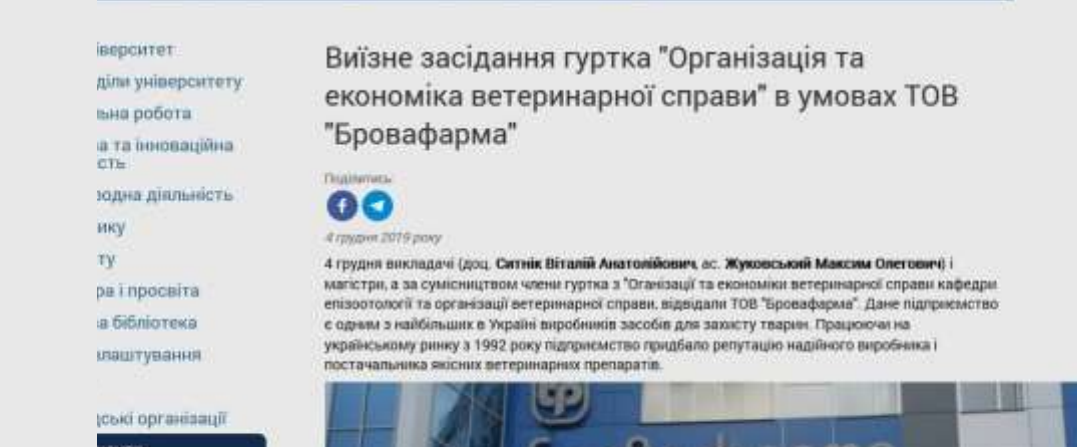 іверситет
діли університету
ьна робота
а та інноваційна
сть
родна діяльність
ику
ту
ра і просвіта
а бібліотека
лаштування
дські організації
Виїзне засідання гуртка "Організація та
економіка ветеринарної справи" в умовах ТОВ
"Бровафарма"
Поділитись:
4 грудня 2019 року
4 грудня викладачі (доц. Ситнік Віталій Анатолійович, ас. Жуковський Максим Олегович) і
магістри, а за сумісництвом члени гуртка з "Оганізації та економіки ветеринарної справи кафедри
епізоотології та організації ветеринарної справи, відвідали ТОВ "Бровафарма". Дане підприємство
є одним з найбільших в Україні виробників засобів для захисту тварин. Працюючи на
українському ринку з 1992 року підприємство придбало репутацію надійного виробника і
постачальника якісних ветеринарних препаратів.